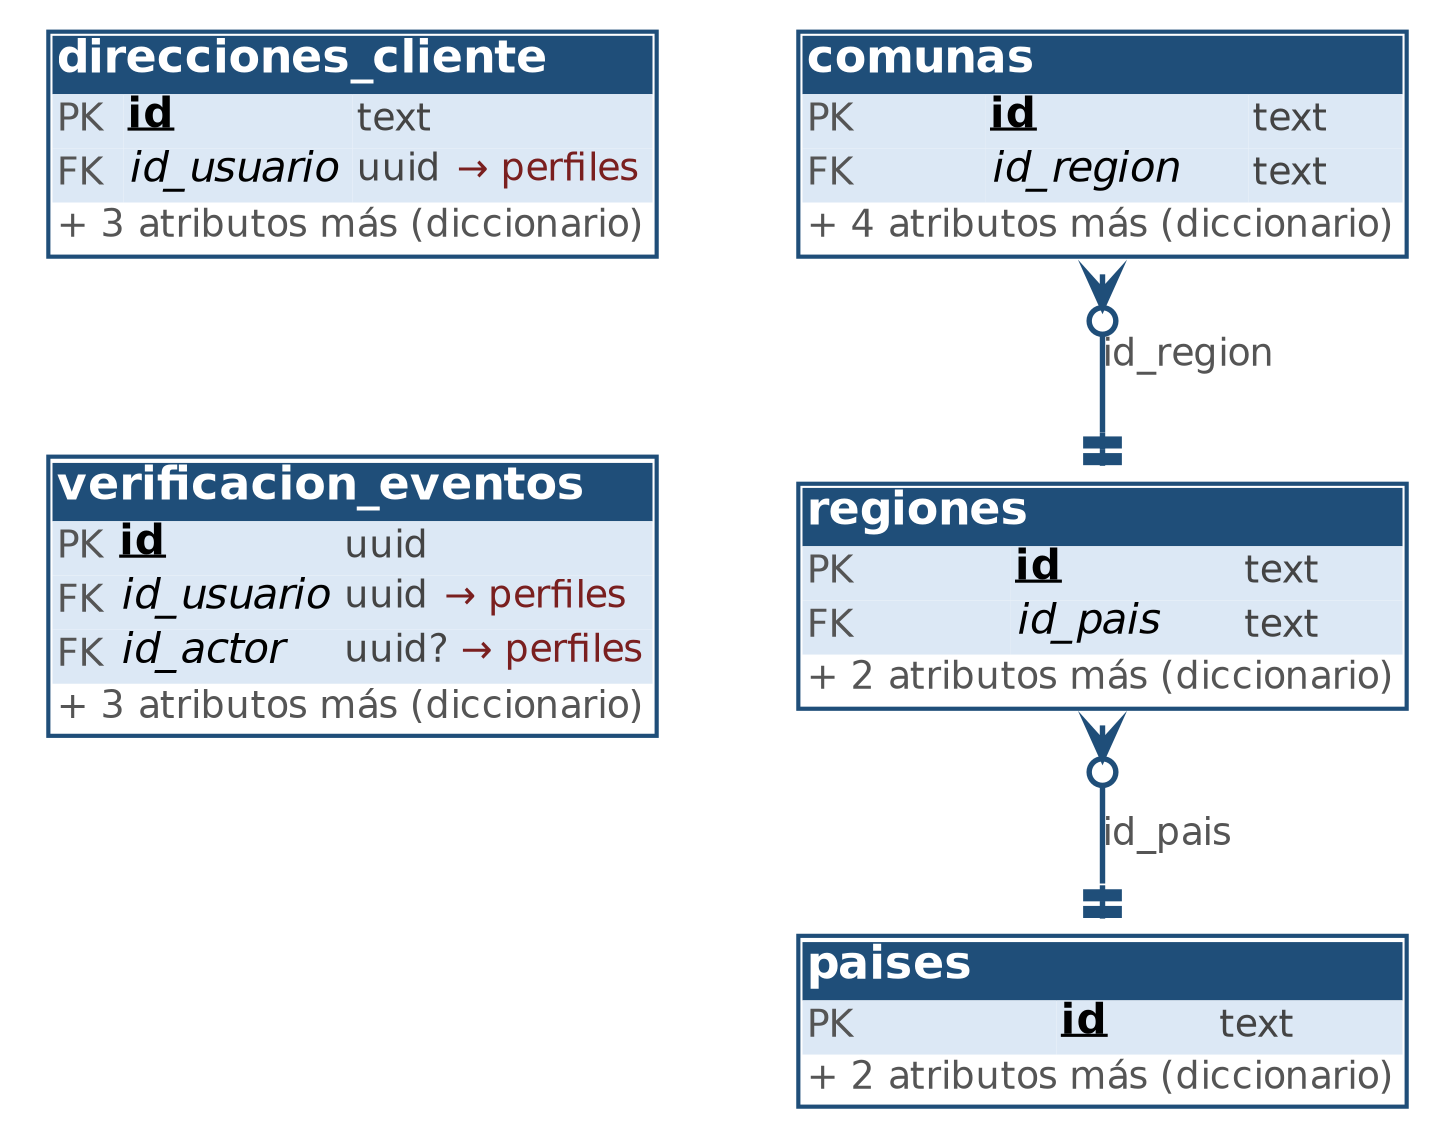 direcciones_cliente
PK id text
FK id_usuario uuid → perfiles
+ 3 atributos más (diccionario)
verificacion_eventos
PK id uuid
FK id_usuario uuid → perfiles
FK id_actor uuid? → perfiles
+ 3 atributos más (diccionario)
comunas
PK id text
FK id_region text
+ 4 atributos más (diccionario)
id_region
regiones
PK id text
FK id_pais text
+ 2 atributos más (diccionario)
id_pais
paises
PK id text
+ 2 atributos más (diccionario)